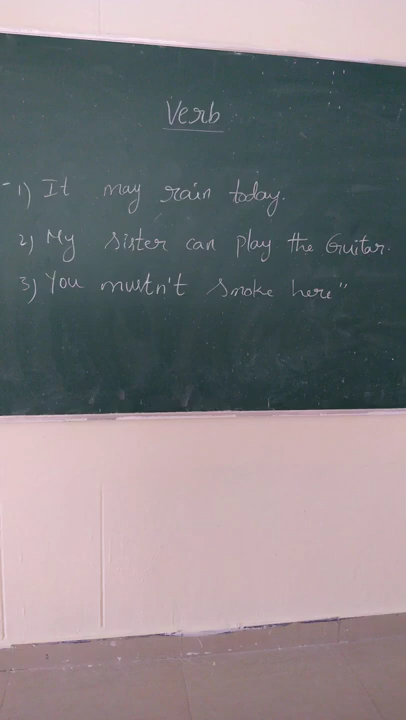 Verb
1) It may rain today.
2) My sister can play the Guitar.
3) You mustn't smoke here"